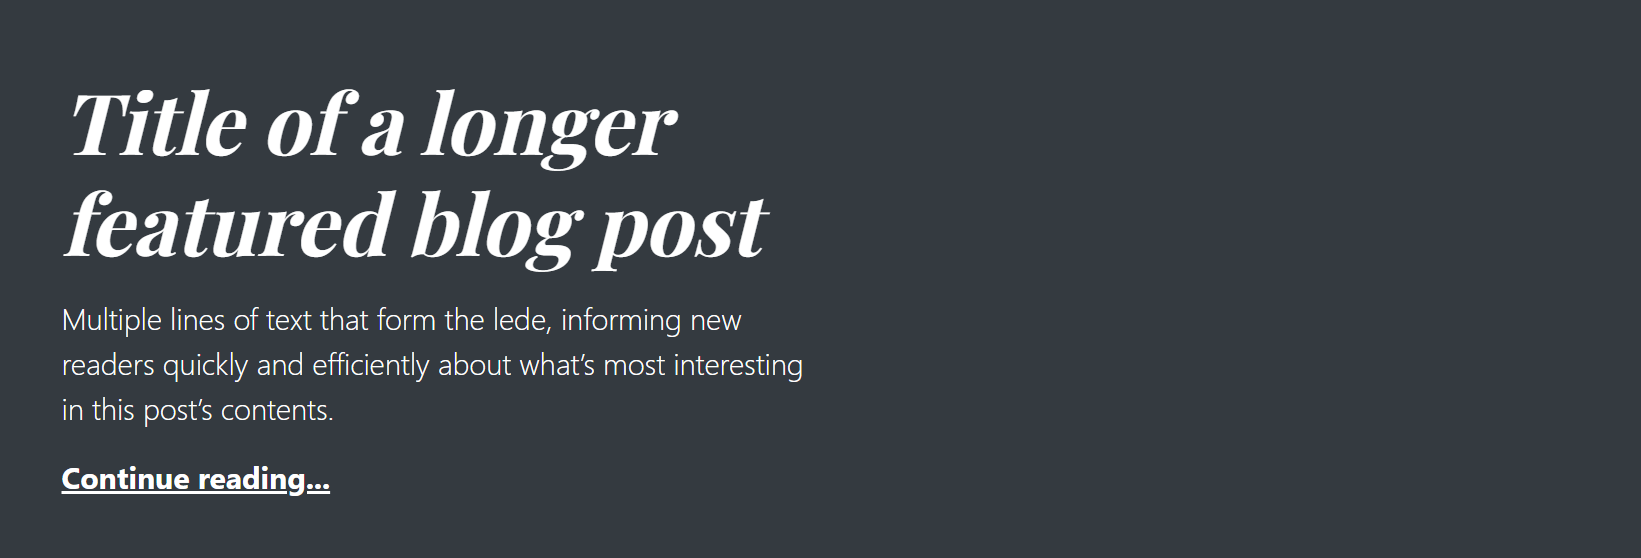 Title of a longer
featured blog post
Multiple lines of text that form the lede, informing new
readers quickly and efficiently about what’s most interesting
in this post’s contents.
Continue reading...